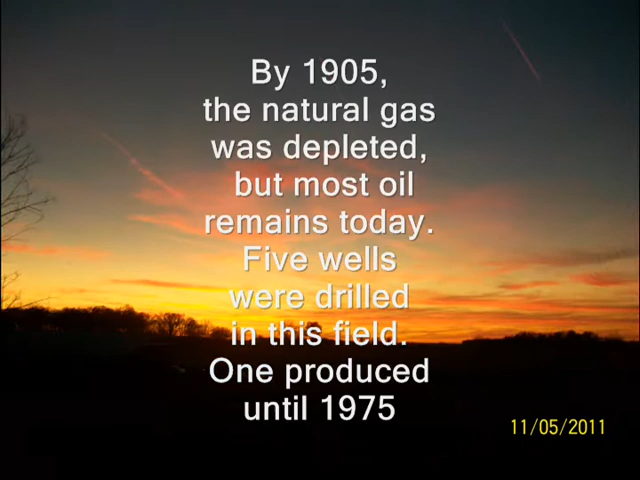 By 1905,
the natural gas
was depleted,
but most oil
remains today.
Five wells
were drilled
in this field.
One produced
until 1975
11/05/2011